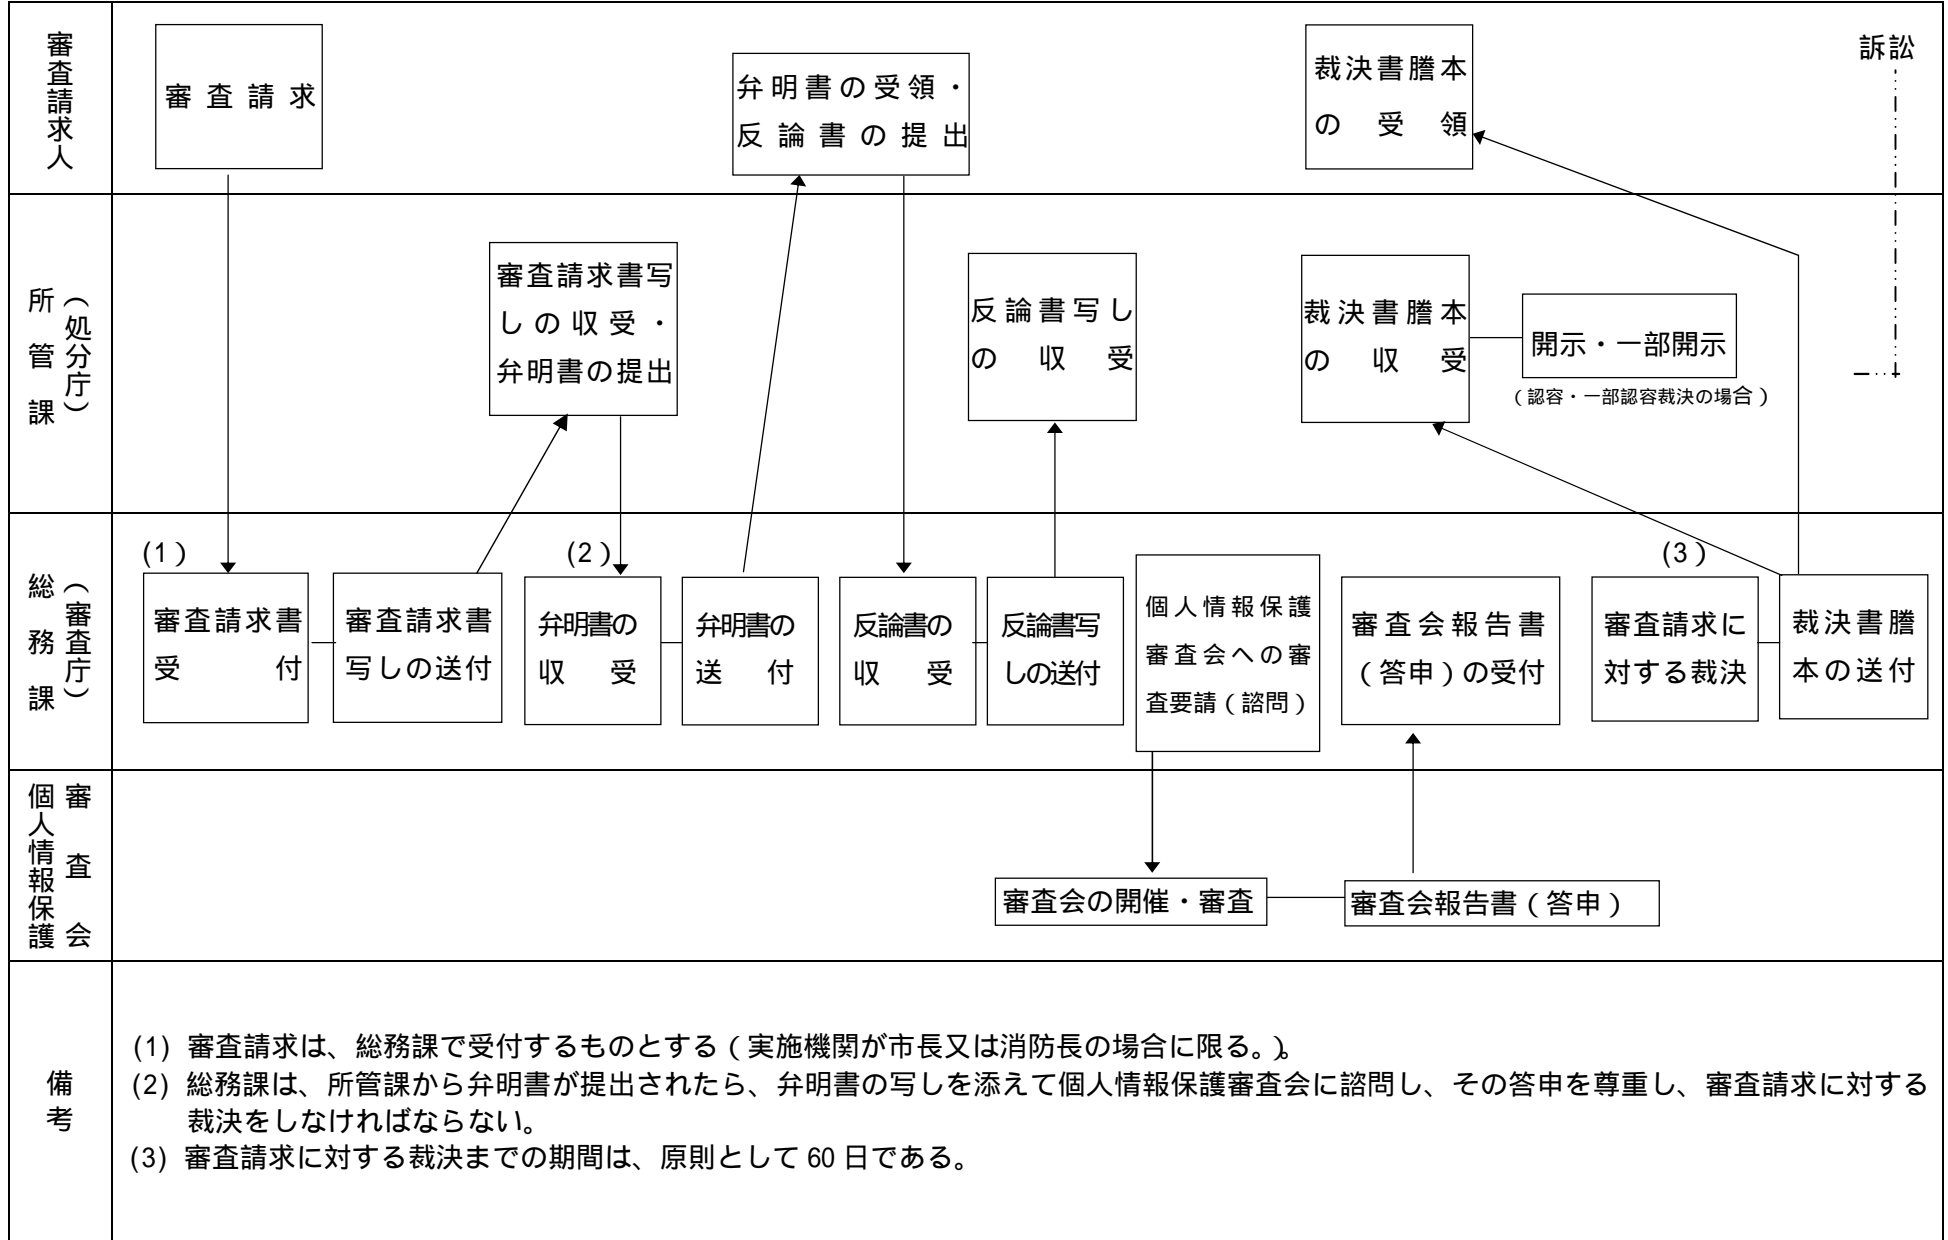 審査請求人
審査請求
弁明書の受領・
反論書の提出
裁決書謄本
の受領
訴訟
所管課
(処分庁)
審査請求書写
しの収受・
弁明書の提出
反論書写し
の収受
裁決書謄本
の収受
開示・一部開示
(認容・一部認容裁決の場合)
総務課
(審査庁)
(1)
審査請求書
受付
審査請求書
写しの送付
(2)
弁明書の
収受
弁明書の
送付
反論書の
収受
反論書写
しの送付
個人情報保護
審査会への審
査要請(諮問)
審査会報告書
(答申)の受付
(3)
審査請求に
対する裁決
裁決書謄
本の送付
個人情報保護
審査会
審査会の開催・審査
審査会報告書(答申)
備考
(1) 審査請求は、総務課で受付するものとする(実施機関が市長又は消防長の場合に限る。)。
(2) 総務課は、所管課から弁明書が提出されたら、弁明書の写しを添えて個人情報保護審査会に諮問し、その答申を尊重し、審査請求に対する
裁決をしなければならない。
(3) 審査請求に対する裁決までの期間は、原則として 60 日である。